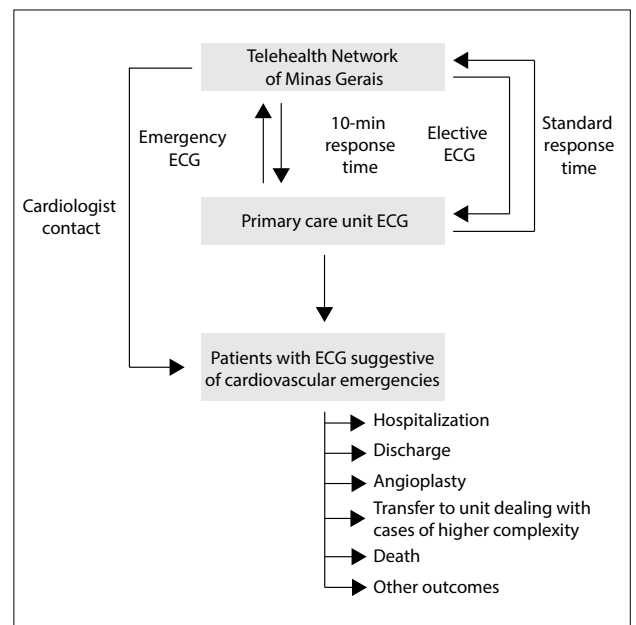 Telehealth Network
of Minas Gerais
Emergency
ECG
10-min
response
time
Elective
ECG
Standard
response
time
Cardiologist
contact
Primary care unit ECG
Patients with ECG suggestive
of cardiovascular emergencies
Hospitalization
Discharge
Angioplasty
Transfer to unit dealing with
cases of higher complexity
Death
Other outcomes